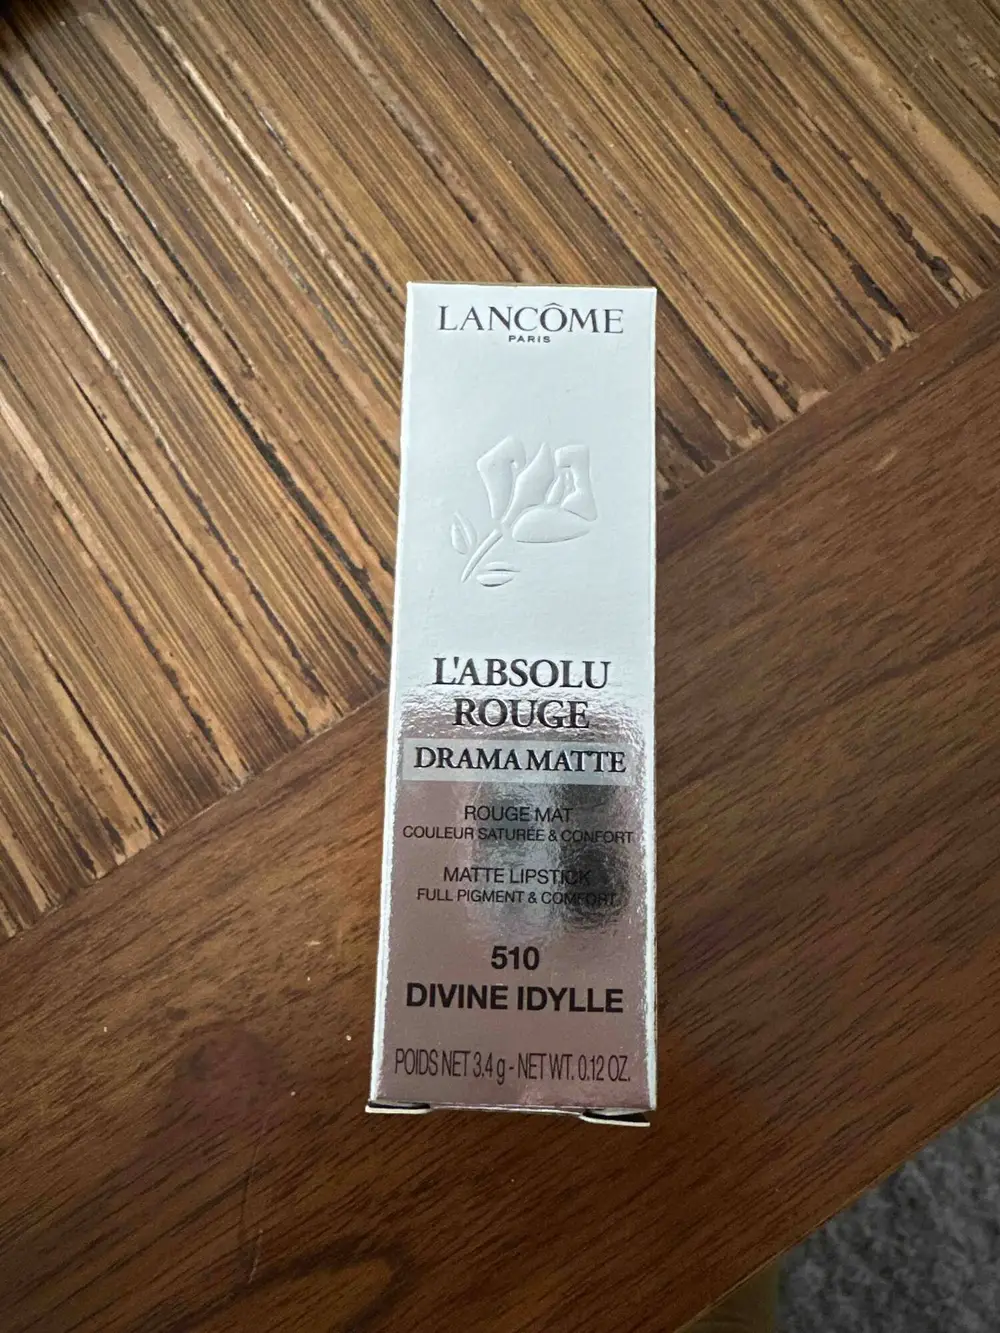 LANCÔME
PARIS
L'ABSOLU
ROUGE
DRAMA MATTE
ROUGE MAT
COULEUR SATURÉE & CONFORT
MATTE LIPSTICK
FULL PIGMENT & COMFORT
510
DIVINE IDYLLE
POIDS NET 3.4 g - NET WT. 0.12 OZ.